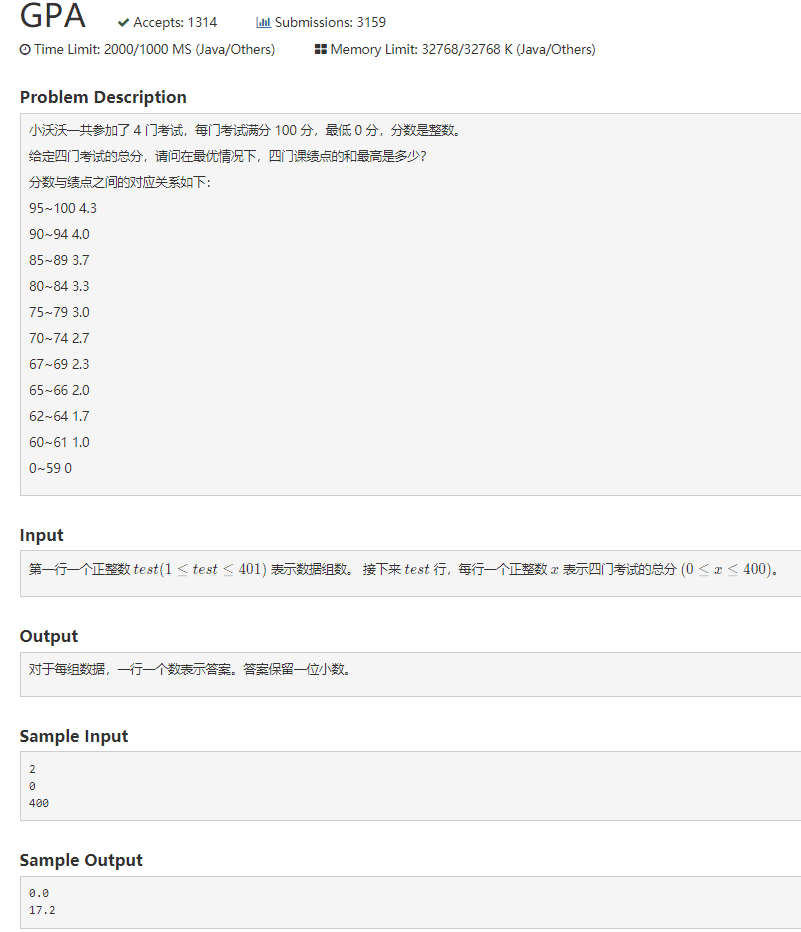 GPA
Accepts: 1314
Submissions: 3159
Time Limit: 2000/1000 MS (Java/Others)
Memory Limit: 32768/32768 K (Java/Others)
Problem Description
小沃沃一共参加了 4 门考试，每门考试满分 100 分，最低 0 分，分数是整数。
给定四门考试的总分，请问在最优情况下，四门课绩点的和最高是多少？
分数与绩点之间的对应关系如下：
95~100 4.3
90~94 4.0
85~89 3.7
80~84 3.3
75~79 3.0
70~74 2.7
67~69 2.3
65~66 2.0
62~64 1.7
60~61 1.0
0~59 0
Input
第一行一个正整数 test(1 ≤ test ≤ 401) 表示数据组数。 接下来 test 行，每行一个正整数 x 表示四门考试的总分 (0 ≤ x ≤ 400)。
Output
对于每组数据，一行一个数表示答案。答案保留一位小数。
Sample Input
2
0
400
Sample Output
0.0
17.2